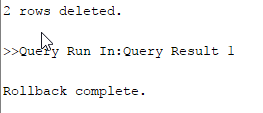 2 rows deleted.
>>Query Run In:Query Result 1
Rollback complete.